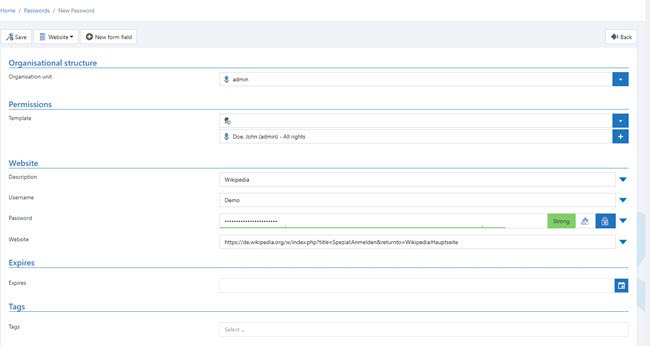 Home / Passwords / New Password
Save Website New form field Back
Organisational structure
Organisation unit admin
Permissions
Template
Doe, John (admin) - All rights
Website
Description Wikipedia
Username Demo
Password •••••••••••••••••••••• Strong
Website https://de.wikipedia.org/w/index.php?title=Spezial:Anmelden&returnto=Wikipedia:Hauptseite
Expires
Expires
Tags
Tags Select ...